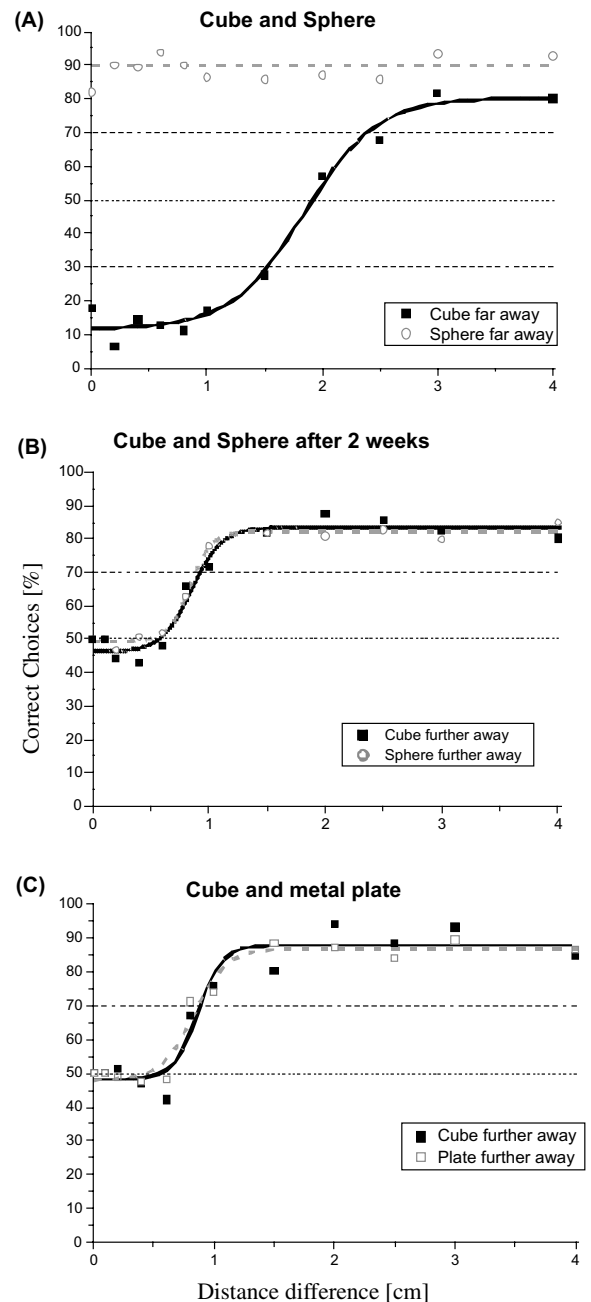 (A) Cube and Sphere
100
90
80
70
60
50
40
30
20
10
0
0 1 2 3 4
Cube far away
Sphere far away
(B) Cube and Sphere after 2 weeks
100
90
80
70
60
50
40
30
20
10
0
0 1 2 3 4
Correct Choices [%]
Cube further away
Sphere further away
(C) Cube and metal plate
100
90
80
70
60
50
40
30
20
10
0
0 1 2 3 4
Cube further away
Plate further away
Distance difference [cm]